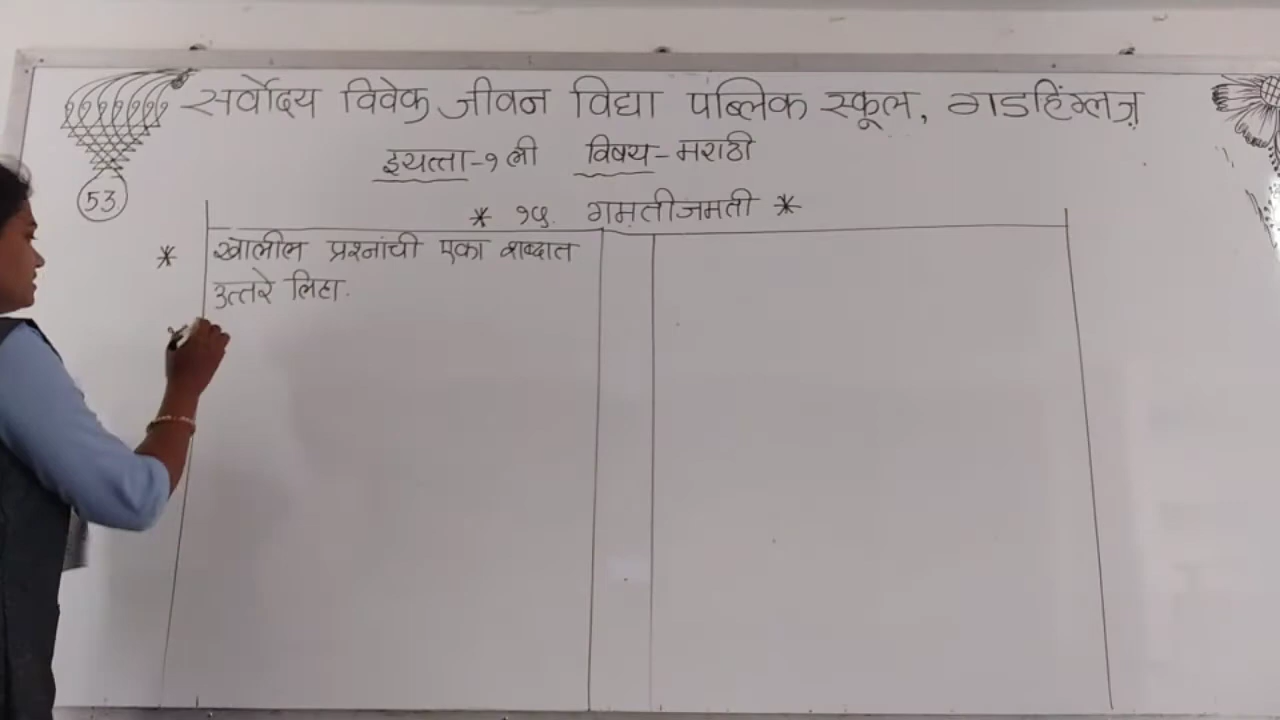 सर्वोदय विवेक जीवन विद्या पब्लिक स्कूल, गडहिंग्लज़
इयत्ता-१ ली विषय-मराठी
53
* १५. गमतीजमती *
* खालील प्रश्नांची एका शब्दात
उत्तरे लिहा.